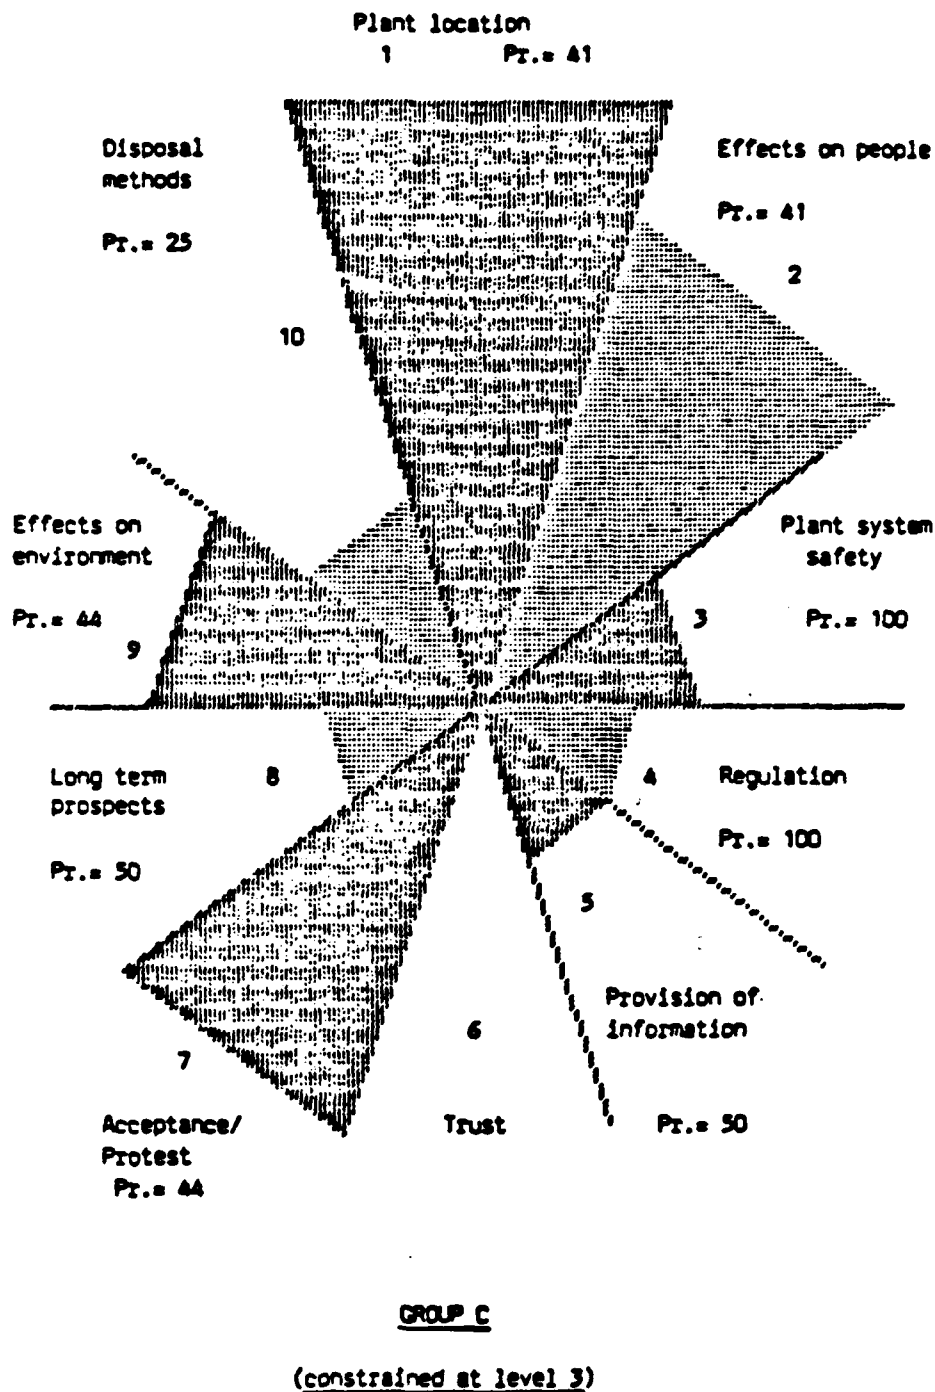 Plant location
1 Pr.= 41
Disposal
methods
Pr.= 25
Effects on people
Pr.= 41
2
10
Effects on
environment
Pr.= 44
9
Plant system
safety
Pr.= 100
3
Long term
prospects
Pr.= 50
8
4
Regulation
Pr.= 100
5
Provision of
information
Pr.= 50
6
Trust
7
Acceptance/
Protest
Pr.= 44
GROUP C
(constrained at level 3)